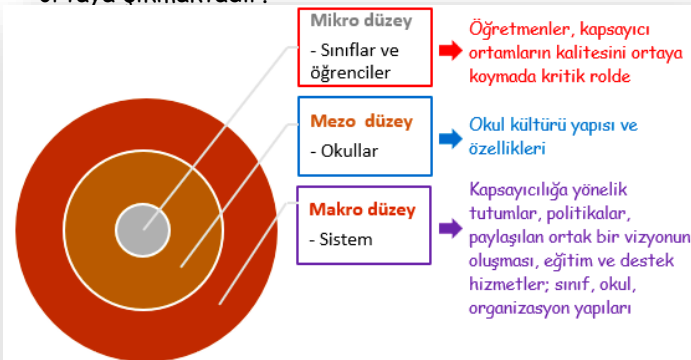 Mikro düzey
- Sınıflar ve
öğrenciler
Öğretmenler, kapsayıcı
ortamların kalitesini ortaya
koymada kritik rolde
Mezo düzey
- Okullar
Okul kültürü yapısı ve
özellikleri
Makro düzey
- Sistem
Kapsayıcılığa yönelik
tutumlar, politikalar,
paylaşılan ortak bir vizyonun
oluşması, eğitim ve destek
hizmetler; sınıf, okul,
organizasyon yapıları